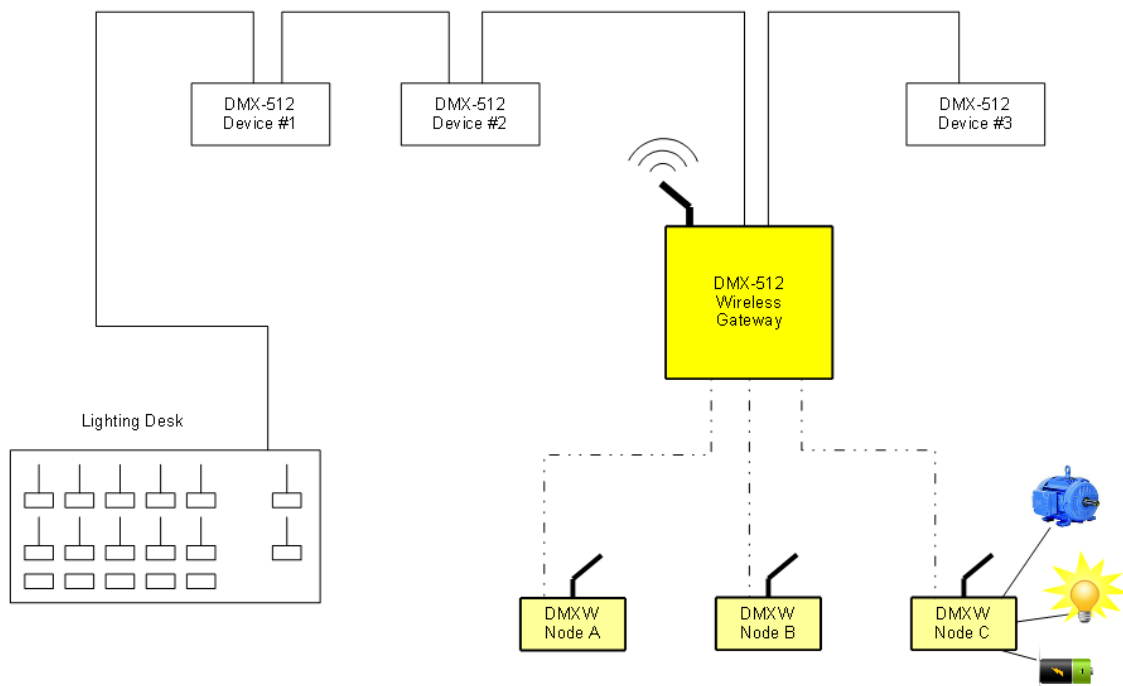 DMX-512
Device #1
DMX-512
Device #2
DMX-512
Device #3
DMX-512
Wireless
Gateway
Lighting Desk
DMXW
Node A
DMXW
Node B
DMXW
Node C